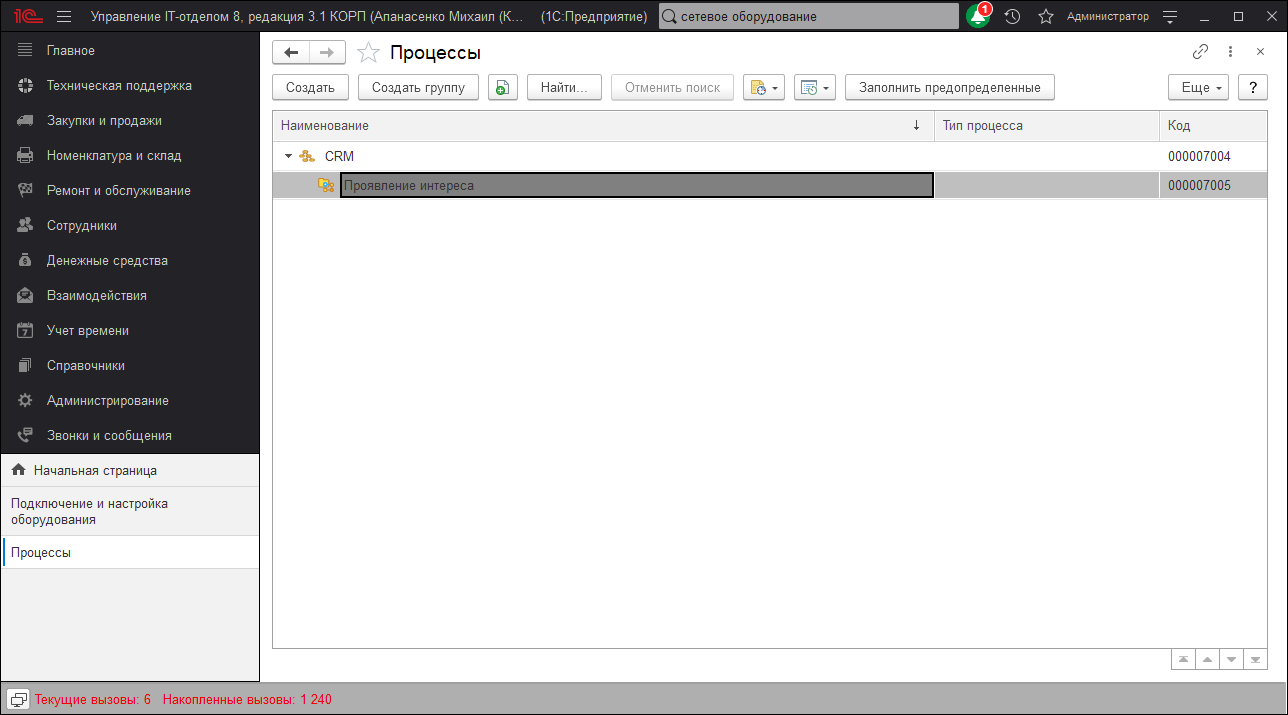 1С Управление IT-отделом 8, редакция 3.1 КОРП (Апанасенко Михаил (К... (1С:Предприятие) сетевое оборудование 1 Администратор
Главное
Техническая поддержка
Закупки и продажи
Номенклатура и склад
Ремонт и обслуживание
Сотрудники
Денежные средства
Взаимодействия
7 Учет времени
Справочники
Администрирование
Звонки и сообщения
Начальная страница
Подключение и настройка
оборудования
Процессы
Процессы
Создать Создать группу Найти... Отменить поиск Заполнить предопределенные Еще ?
Наименование ↓ Тип процесса Код
CRM 000007004
Проявление интереса 000007005
Текущие вызовы: 6 Накопленные вызовы: 1 240